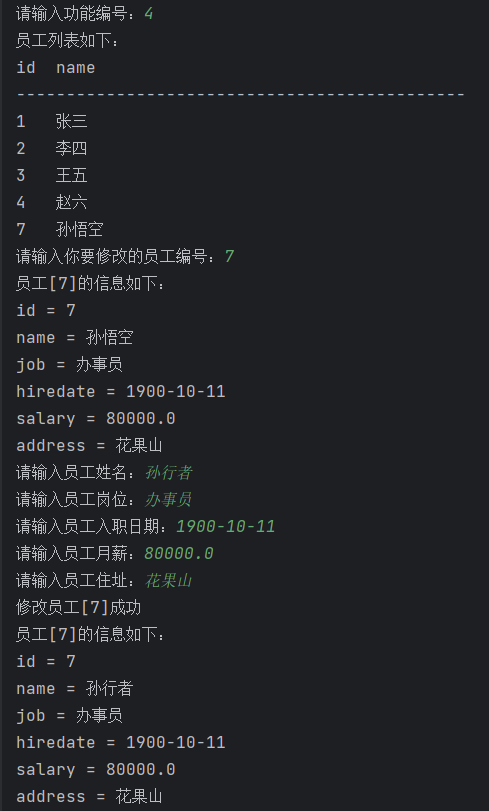 请输入功能编号：4
员工列表如下：
id  name
---------------------------------------------
1   张三
2   李四
3   王五
4   赵六
7   孙悟空
请输入你要修改的员工编号：7
员工[7]的信息如下：
id = 7
name = 孙悟空
job = 办事员
hiredate = 1900-10-11
salary = 80000.0
address = 花果山
请输入员工姓名：孙行者
请输入员工岗位：办事员
请输入员工入职日期：1900-10-11
请输入员工月薪：80000.0
请输入员工住址：花果山
修改员工[7]成功
员工[7]的信息如下：
id = 7
name = 孙行者
job = 办事员
hiredate = 1900-10-11
salary = 80000.0
address = 花果山